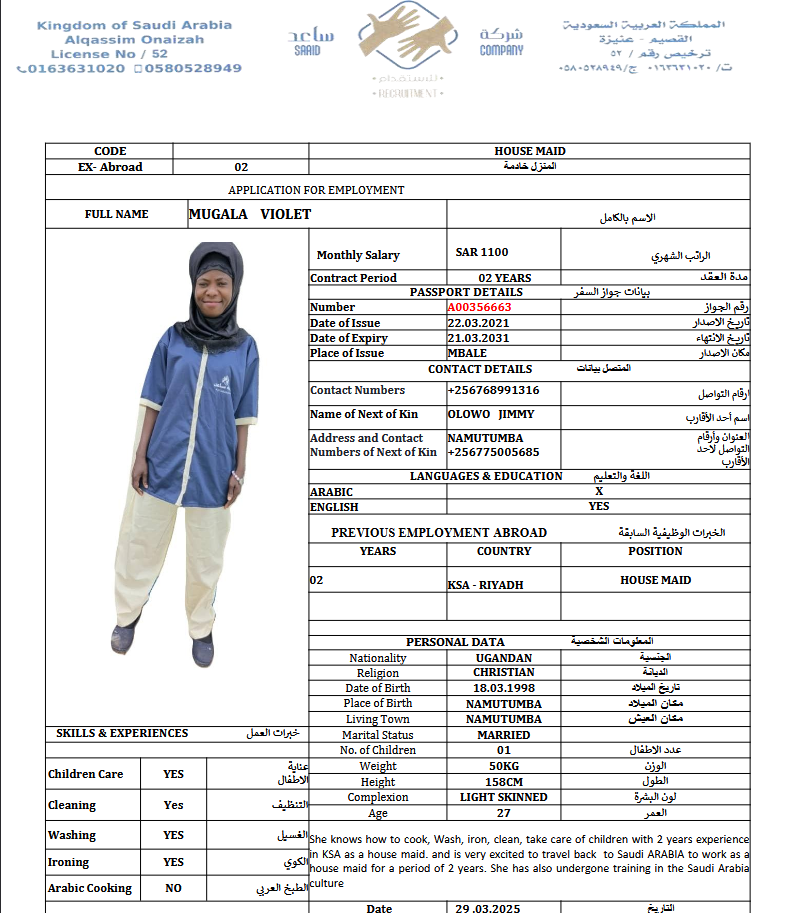 Kingdom of Saudi Arabia
Alqassim Onaizah
License No / 52
0163631020 0580528949
ساعد
SAAID
شركة
COMPANY
للاستقدام
• RECRUITMENT •
المملكة العربية السعودية
القصيم - عنيزة
ترخيص رقم / ٥٢
ت/ ٠١٦٣٦٣١٠٢٠ ج/ ٠٥٨٠٥٢٨٩٤٩
CODE HOUSE MAID
EX- Abroad 02 المنزل خادمة
APPLICATION FOR EMPLOYMENT
FULL NAME MUGALA VIOLET الاسم بالكامل
Monthly Salary SAR 1100 الراتب الشهري
Contract Period 02 YEARS مدة العقد
PASSPORT DETAILS بيانات جواز السفر
Number A00356663 رقم الجواز
Date of Issue 22.03.2021 تاريخ الاصدار
Date of Expiry 21.03.2031 تاريخ الانتهاء
Place of Issue MBALE مكان الاصدار
CONTACT DETAILS المتصل بيانات
Contact Numbers +256768991316 ارقام التواصل
Name of Next of Kin OLOWO JIMMY اسم أحد الأقارب
Address and Contact NAMUTUMBA العنوان وأرقام
Numbers of Next of Kin +256775005685 التواصل لاحد
الأقارب
LANGUAGES & EDUCATION اللغة والتعليم
ARABIC X
ENGLISH YES
PREVIOUS EMPLOYMENT ABROAD الخبرات الوظيفية السابقة
YEARS COUNTRY POSITION
02 KSA - RIYADH HOUSE MAID
PERSONAL DATA المعلومات الشخصية
Nationality UGANDAN الجنسية
Religion CHRISTIAN الديانة
Date of Birth 18.03.1998 تاريخ الميلاد
Place of Birth NAMUTUMBA مكان الميلاد
Living Town NAMUTUMBA مكان العيش
SKILLS & EXPERIENCES خبرات العمل
Marital Status MARRIED
No. of Children 01 عدد الاطفال
Weight 50KG الوزن
Height 158CM الطول
Complexion LIGHT SKINNED لون البشرة
Age 27 العمر
Children Care YES عناية
الاطفال
Cleaning Yes التنظيف
Washing YES الغسيل
Ironing YES الكوي
Arabic Cooking NO الطبخ العربي
She knows how to cook, Wash, iron, clean, take care of children with 2 years experience
in KSA as a house maid. and is very excited to travel back to Saudi ARABIA to work as a
house maid for a period of 2 years. She has also undergone training in the Saudi Arabia
culture
Date 29 .03.2025 التاريخ